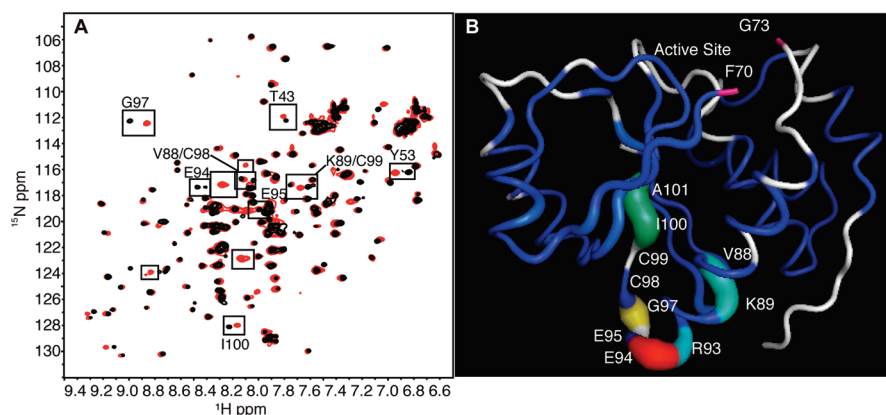 A
104
106
108
110
112
114
116
118
120
122
124
126
128
130
¹⁵N ppm
G97
T43
V88/C98
K89/C99
Y53
E94
E95
I100
9.4 9.2 9.0 8.8 8.6 8.4 8.2 8.0 7.8 7.6 7.4 7.2 7.0 6.8 6.6
¹H ppm
B
G73
Active Site
F70
A101
I100
V88
C99
C98
K89
G97
E95
R93
E94